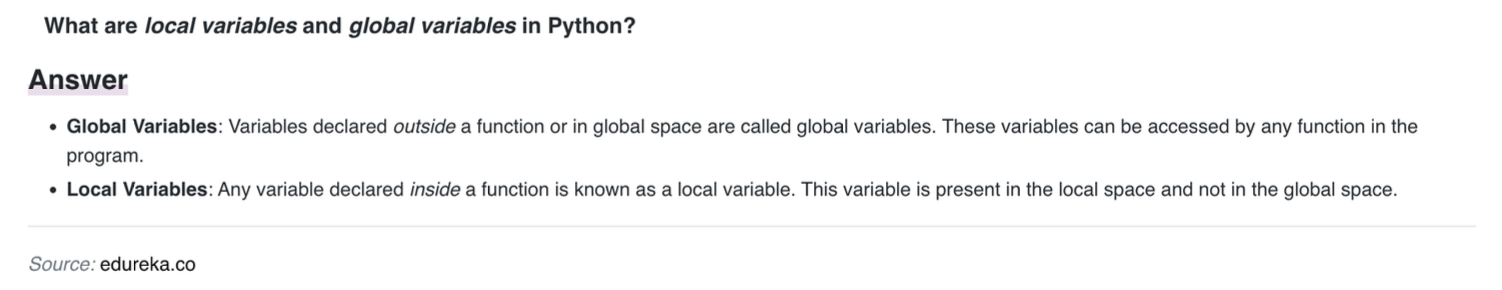 What are local variables and global variables in Python?
Answer
• Global Variables: Variables declared outside a function or in global space are called global variables. These variables can be accessed by any function in the
program.
• Local Variables: Any variable declared inside a function is known as a local variable. This variable is present in the local space and not in the global space.
Source: edureka.co